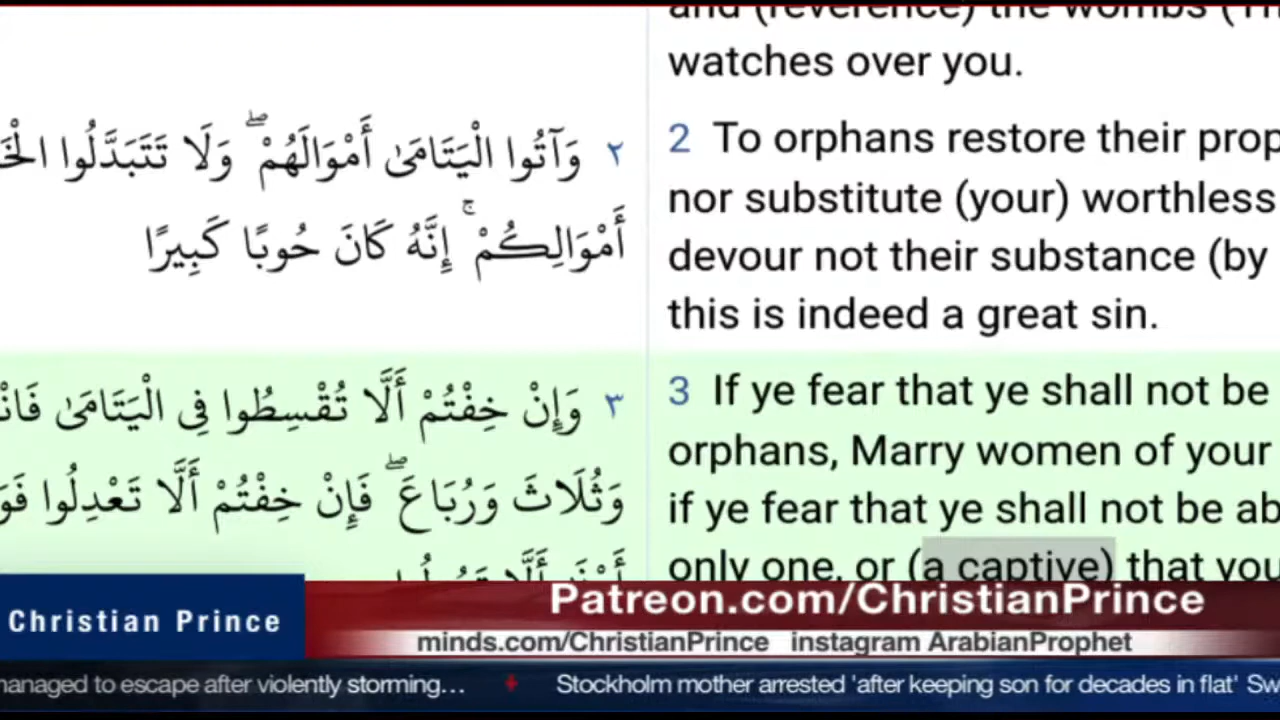 watches over you.
٢ وَآتُوا الْيَتَامَىٰ أَمْوَالَهُمْ ۖ وَلَا تَتَبَدَّلُوا
أَمْوَالِكُمْ ۚ إِنَّهُ كَانَ حُوبًا كَبِيرًا
2 To orphans restore their
nor substitute (your) worthless
devour not their substance (by
this is indeed a great sin.
٣ وَإِنْ خِفْتُمْ أَلَّا تُقْسِطُوا فِي الْيَتَامَىٰ
وَثُلَاثَ وَرُبَاعَ ۖ فَإِنْ خِفْتُمْ أَلَّا تَعْدِلُوا
3 If ye fear that ye shall not be
orphans, Marry women of your
if ye fear that ye shall not be
only one, or (a captive) that
Christian Prince
Patreon.com/ChristianPrince
minds.com/ChristianPrince instagram ArabianProphet
managed to escape after violently storming... Stockholm mother arrested 'after keeping son for decades in flat'